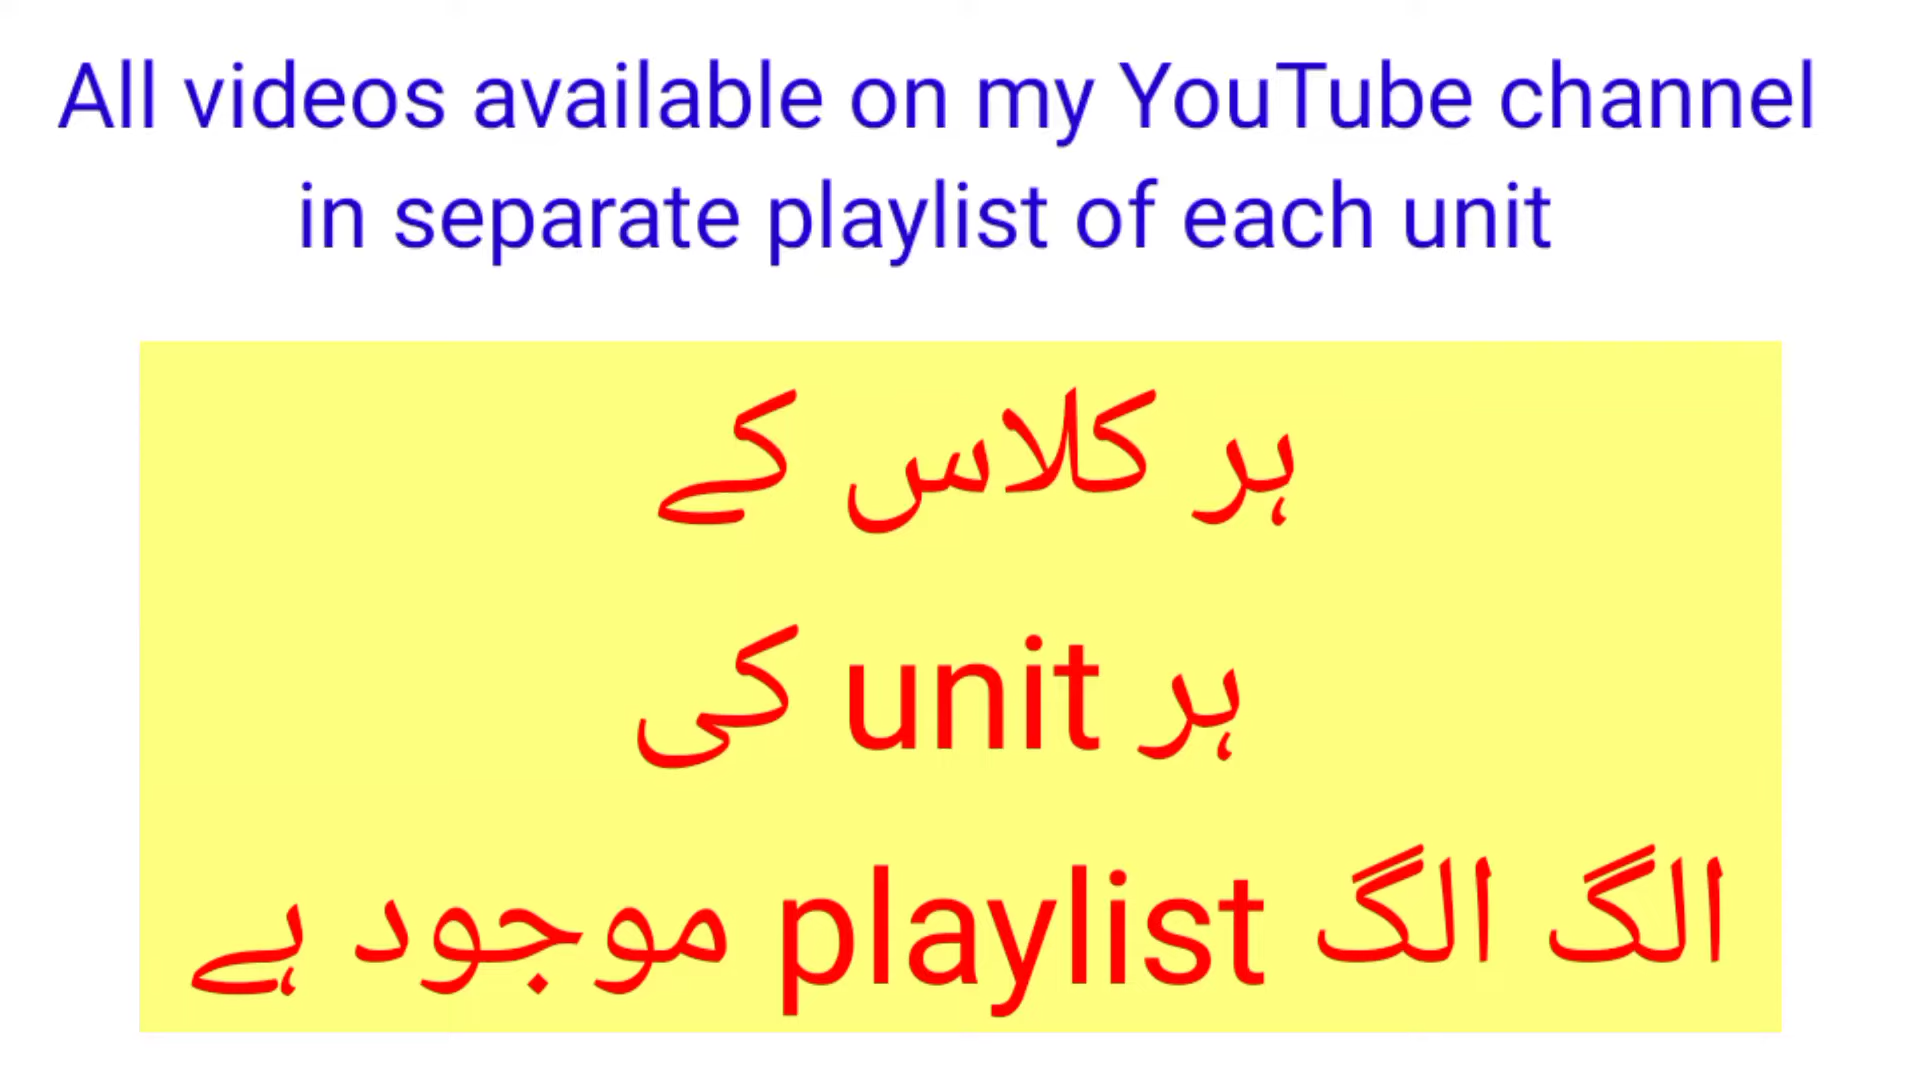 All videos available on my YouTube channel
in separate playlist of each unit
ہر کلاس کے
ہر unit کی
الگ الگ playlist موجود ہے